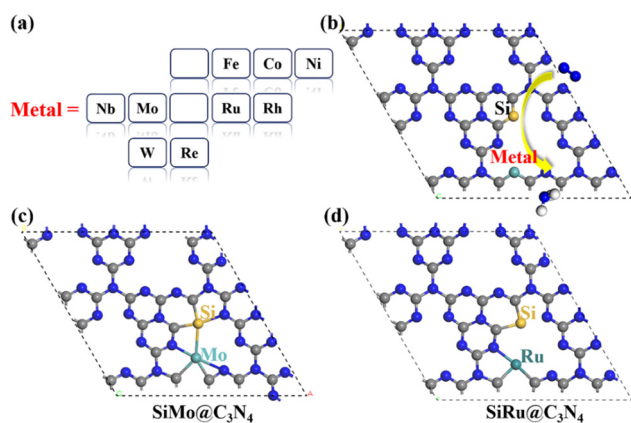 (a)
Fe Co Ni
Metal = Nb Mo Ru Rh
W Re
(b)
Si
Metal
(c)
Si
Mo
SiMo@C₃N₄
(d)
Si
Ru
SiRu@C₃N₄